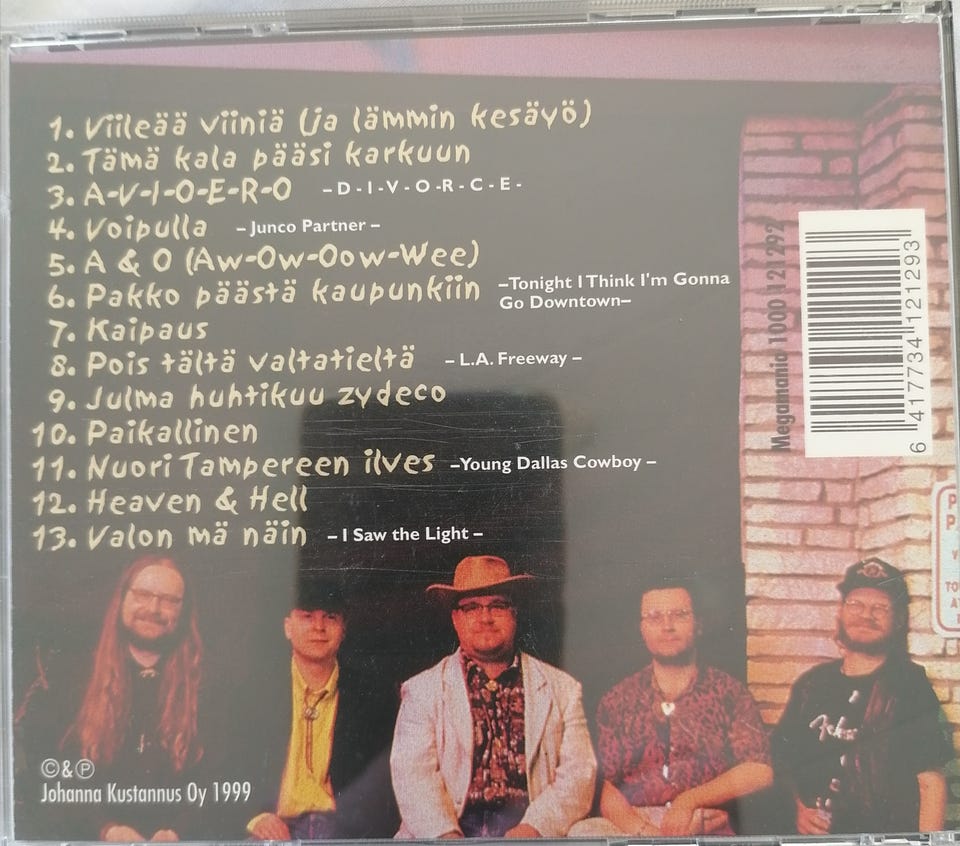 1. Viileää viiniä (ja lämmin kesäyö)
2. Tämä kala pääsi karkuun
3. A-V-I-O-E-R-O – D - I - V - O - R - C - E -
4. Voipulla – Junco Partner –
5. A & O (Aw-Ow-Oow-Wee)
6. Pakko päästä kaupunkiin –Tonight I Think I'm Gonna
Go Downtown–
7. Kaipaus
8. Pois tältä valtatieltä – L.A. Freeway –
9. Julma huhtikuu zydeco
10. Paikallinen
11. Nuori Tampereen ilves –Young Dallas Cowboy –
12. Heaven & Hell
13. Valon mä näin – I Saw the Light –
Megamania 1000 121292
6 417734 121293
©&℗
Johanna Kustannus Oy 1999